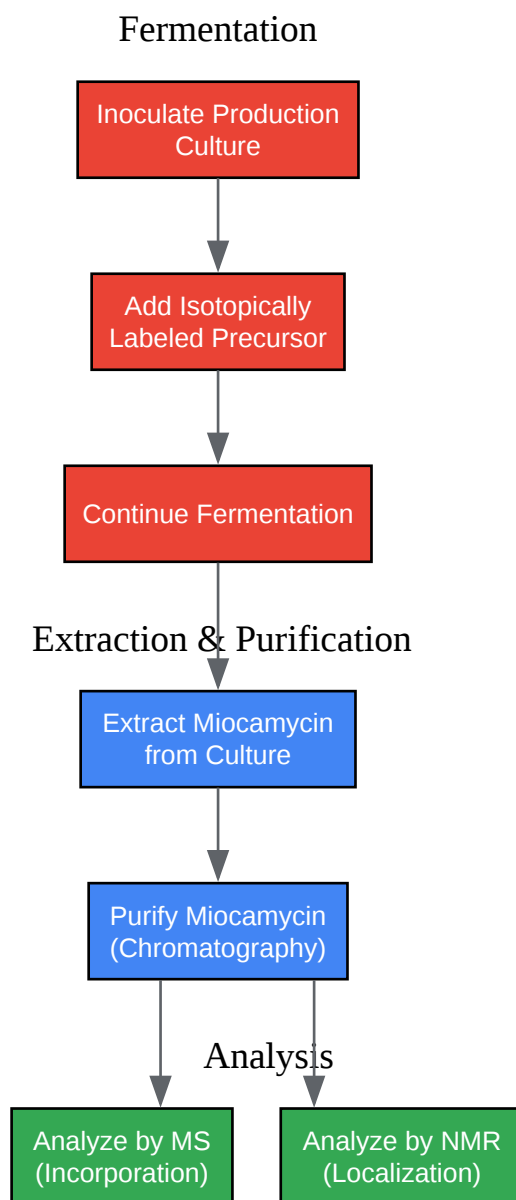 Fermentation
Inoculate Production
Culture
Add Isotopically
Labeled Precursor
Continue Fermentation
Extraction & Purification
Extract Miocamycin
from Culture
Purify Miocamycin
(Chromatography)
Analysis
Analyze by MS
(Incorporation)
Analyze by NMR
(Localization)